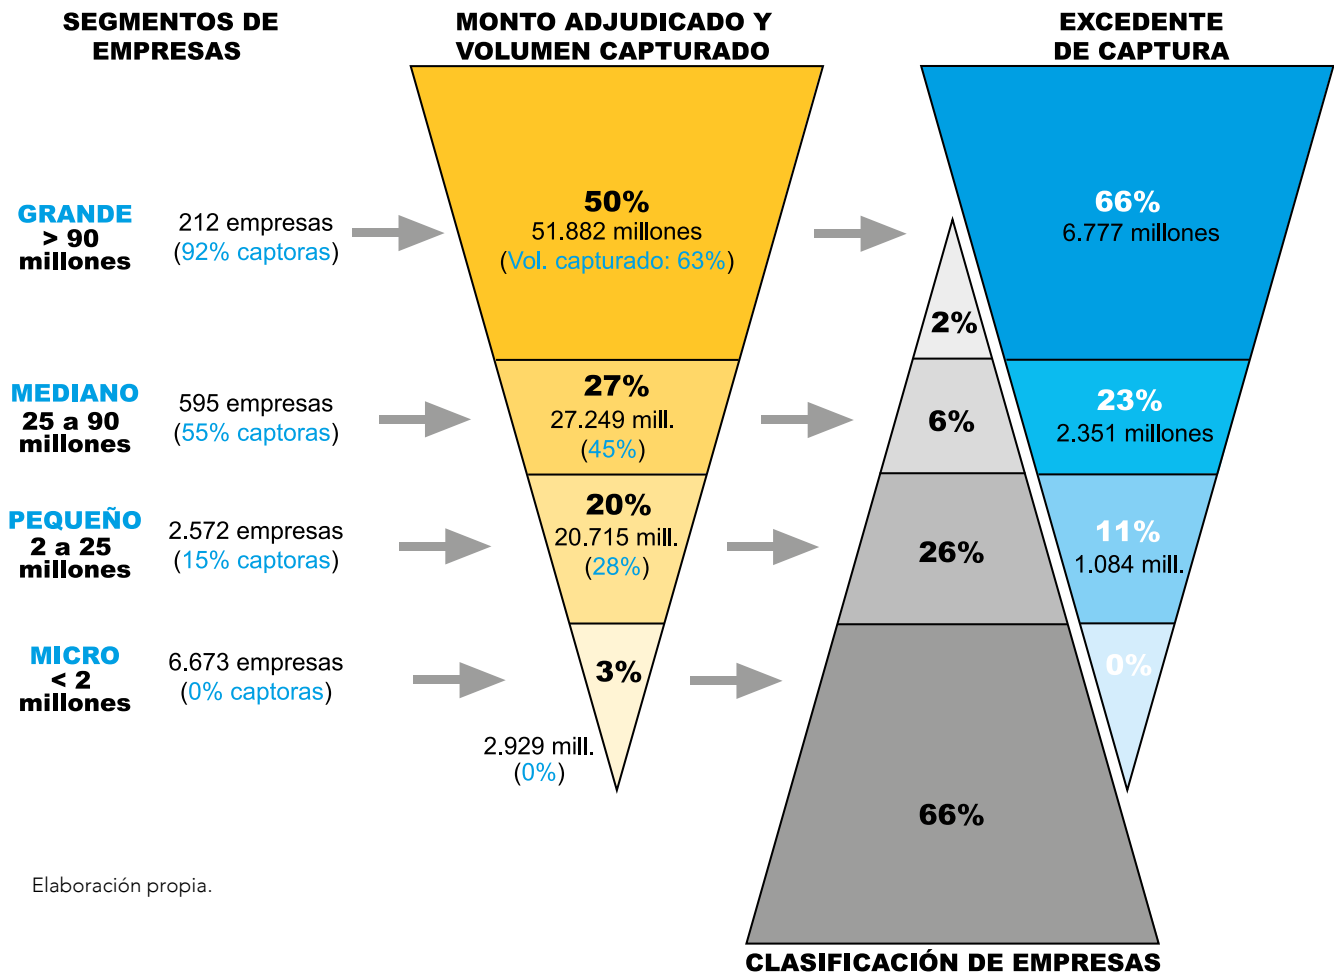 SEGMENTOS DE
EMPRESAS
MONTO ADJUDICADO Y
VOLUMEN CAPTURADO
EXCEDENTE
DE CAPTURA
GRANDE
> 90
millones
212 empresas
(92% captoras)
50%
51.882 millones
(Vol. capturado: 63%)
66%
6.777 millones
2%
MEDIANO
25 a 90
millones
595 empresas
(55% captoras)
27%
27.249 mill.
(45%)
6%
23%
2.351 millones
PEQUEÑO
2 a 25
millones
2.572 empresas
(15% captoras)
20%
20.715 mill.
(28%)
26%
11%
1.084 mill.
MICRO
< 2
millones
6.673 empresas
(0% captoras)
3%
2.929 mill.
(0%)
66%
0%
Elaboración propia.
CLASIFICACIÓN DE EMPRESAS